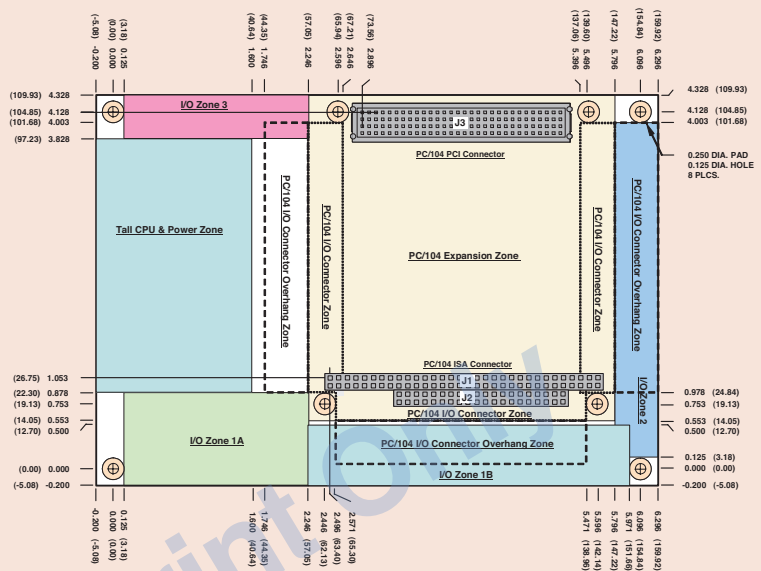 (-5.08) -0.200
(0.00) 0.000
(3.18) 0.125
(40.64) 1.600
(44.35) 1.746
(57.05) 2.246
(65.94) 2.596
(67.21) 2.646
(73.56) 2.896
(137.06) 5.396
(139.60) 5.496
(147.22) 5.796
(154.84) 6.096
(159.92) 6.296
(109.93) 4.328
(104.85) 4.128
(101.68) 4.003
(97.23) 3.828
I/O Zone 3
J3
PC/104 PCI Connector
4.328 (109.93)
4.128 (104.85)
4.003 (101.68)
0.250 DIA. PAD
0.125 DIA. HOLE
8 PLCS.
Tall CPU & Power Zone
PC/104 I/O Connector Overhang Zone
PC/104 I/O Connector Zone
PC/104 Expansion Zone
PC/104 I/O Connector Zone
PC/104 I/O Connector Overhang Zone
I/O Zone 2
PC/104 ISA Connector
J1
J2
PC/104 I/O Connector Zone
PC/104 I/O Connector Overhang Zone
I/O Zone 1A
I/O Zone 1B
(26.75) 1.053
(22.30) 0.878
(19.13) 0.753
(14.05) 0.553
(12.70) 0.500
(0.00) 0.000
(-5.08) -0.200
0.978 (24.84)
0.753 (19.13)
0.553 (14.05)
0.500 (12.70)
0.125 (3.18)
0.000 (0.00)
-0.200 (-5.08)
-0.200 (-5.08)
0.000 (0.00)
0.125 (3.18)
1.600 (40.64)
1.746 (44.35)
2.246 (57.05)
2.446 (62.13)
2.496 (63.40)
2.571 (65.30)
5.471 (138.96)
5.596 (142.14)
5.796 (147.22)
5.971 (151.66)
6.096 (154.84)
6.296 (159.92)
rint Only